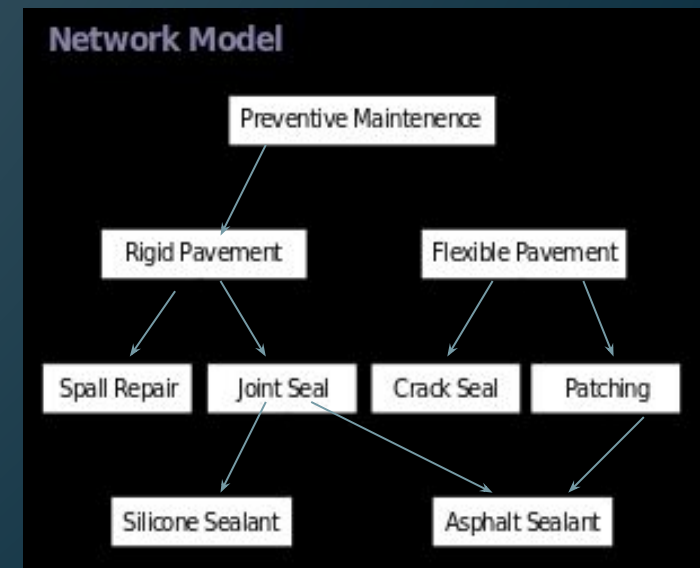 Network Model
Preventive Maintenence
Rigid Pavement
Flexible Pavement
Spall Repair
Joint Seal
Crack Seal
Patching
Silicone Sealant
Asphalt Sealant